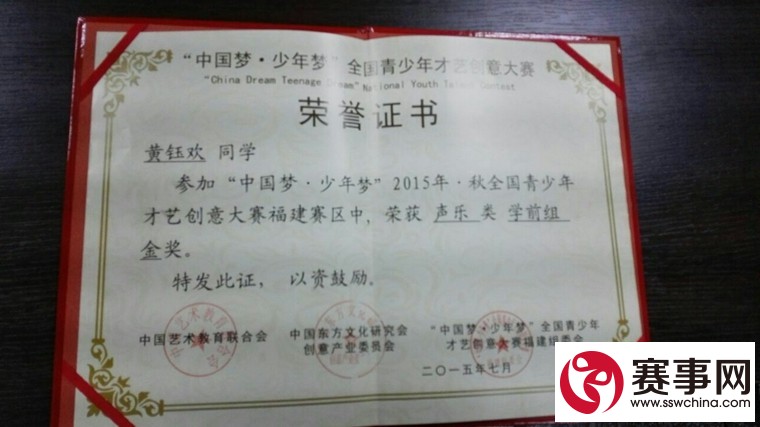 “中国梦·少年梦”全国青少年才艺创意大赛
“China Dream Teenage Dream” National Youth Talent Contest
荣誉证书
黄钰欢 同学
参加“中国梦·少年梦”2015年·秋全国青少年
才艺创意大赛福建赛区中，荣获 声乐 类 学前组
金奖。
特发此证， 以资鼓励。
中国艺术教育联合会
中国东方文化研究会
创意产业委员会
“中国梦·少年梦”全国青少年
才艺创意大赛福建组委会
二〇一五年七月
赛事网
www.sswchina.com